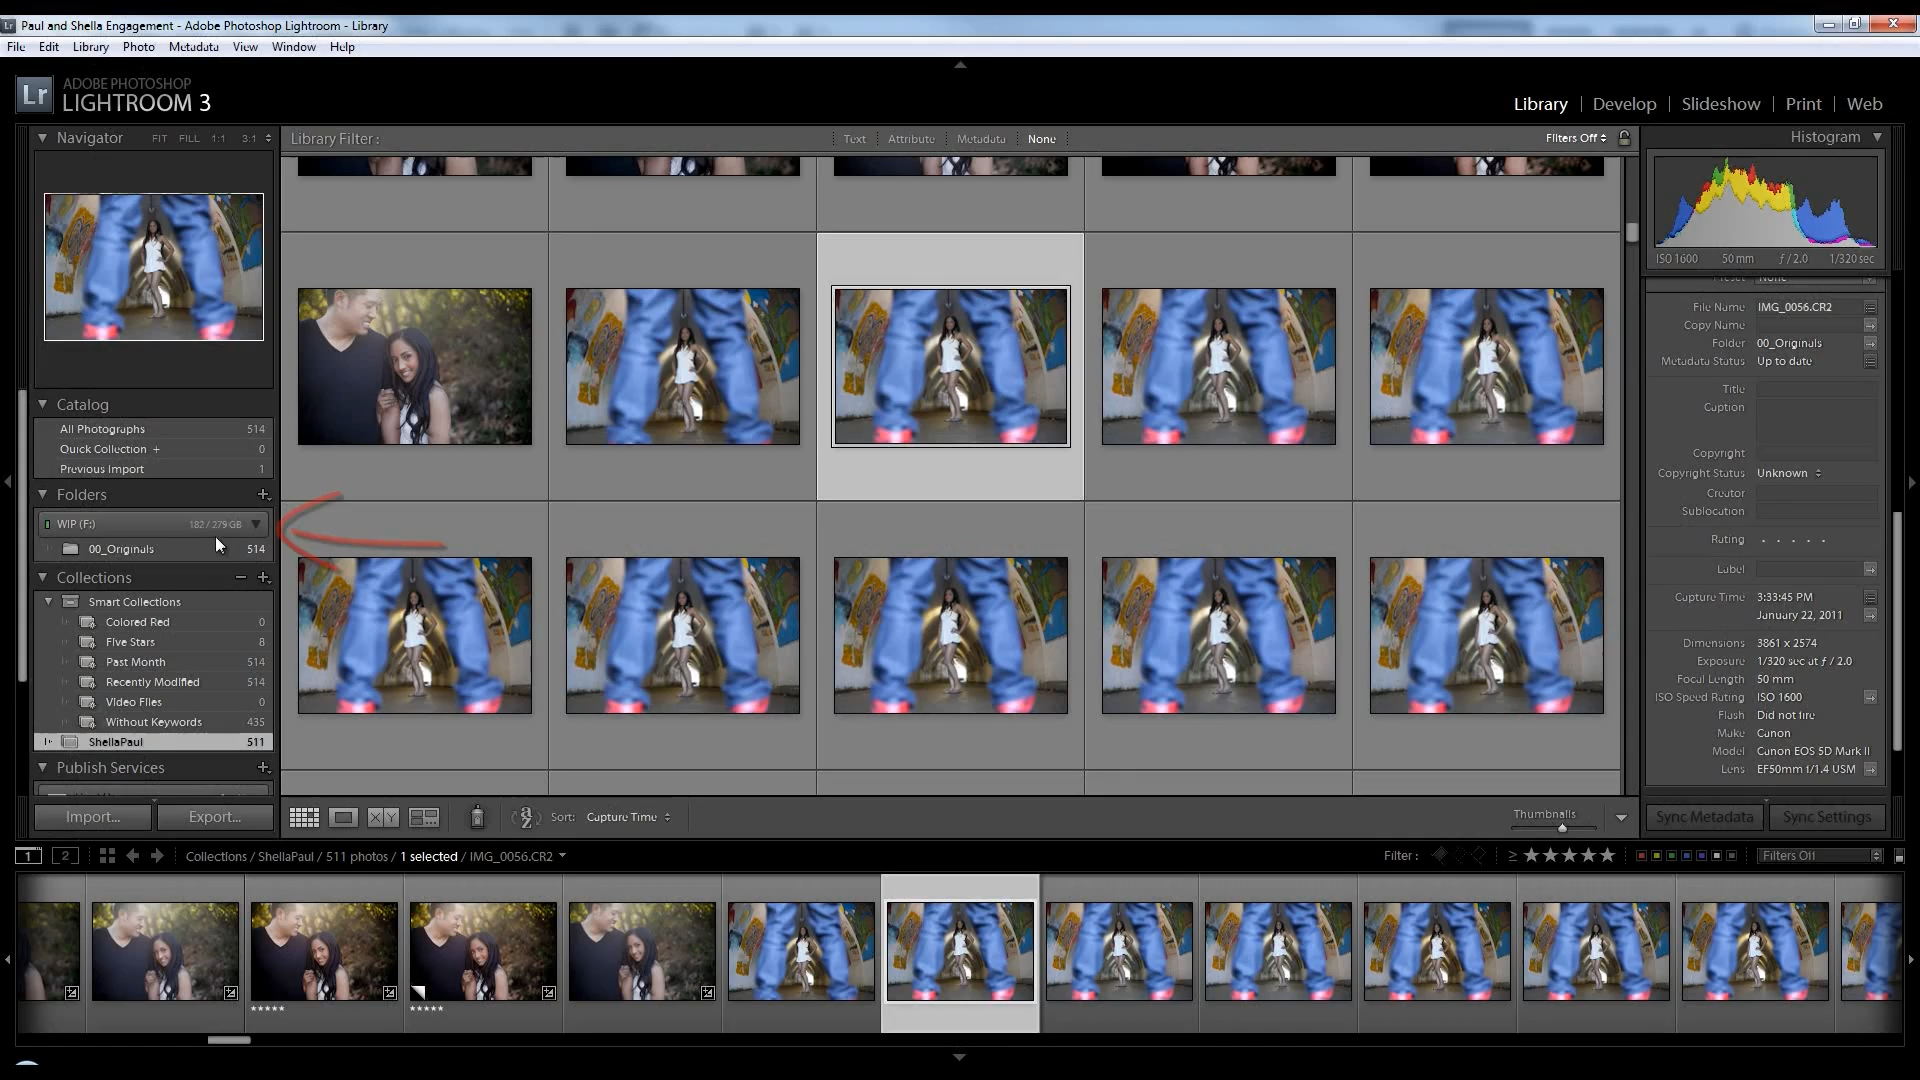 Lr Paul and Shella Engagement - Adobe Photoshop Lightroom - Library
File Edit Library Photo Metadata View Window Help
Lr ADOBE PHOTOSHOP
LIGHTROOM 3
Library | Develop | Slideshow | Print | Web
Navigator FIT FILL 1:1 3:1
Library Filter :
Text Attribute Metadata None
Filters Off
Histogram
ISO 1600 50 mm ƒ / 2.0 1/320 sec
Catalog
All Photographs 514
Quick Collection + 0
Previous Import 1
Folders
WIP (F:) 182 / 279 GB
00_Originals 514
Collections
Smart Collections
Colored Red 0
Five Stars 8
Past Month 514
Recently Modified 514
Video Files 0
Without Keywords 435
ShellaPaul 511
Publish Services
Import... Export...
Preset None
File Name IMG_0056.CR2
Copy Name
Folder 00_Originals
Metadata Status Up to date
Title
Caption
Copyright
Copyright Status Unknown
Creator
Sublocation
Rating . . . . .
Label
Capture Time 3:33:45 PM
January 22, 2011
Dimensions 3861 x 2574
Exposure 1/320 sec at ƒ / 2.0
Focal Length 50 mm
ISO Speed Rating ISO 1600
Flash Did not fire
Make Canon
Model Canon EOS 5D Mark II
Lens EF50mm f/1.4 USM
Sync Metadata Sync Settings
XY
a z Sort: Capture Time
Thumbnails
1 2 Collections / ShellaPaul / 511 photos / 1 selected / IMG_0056.CR2
Filter : ≥ ★★★★★ Filters Off
★★★★★ ★★★★★